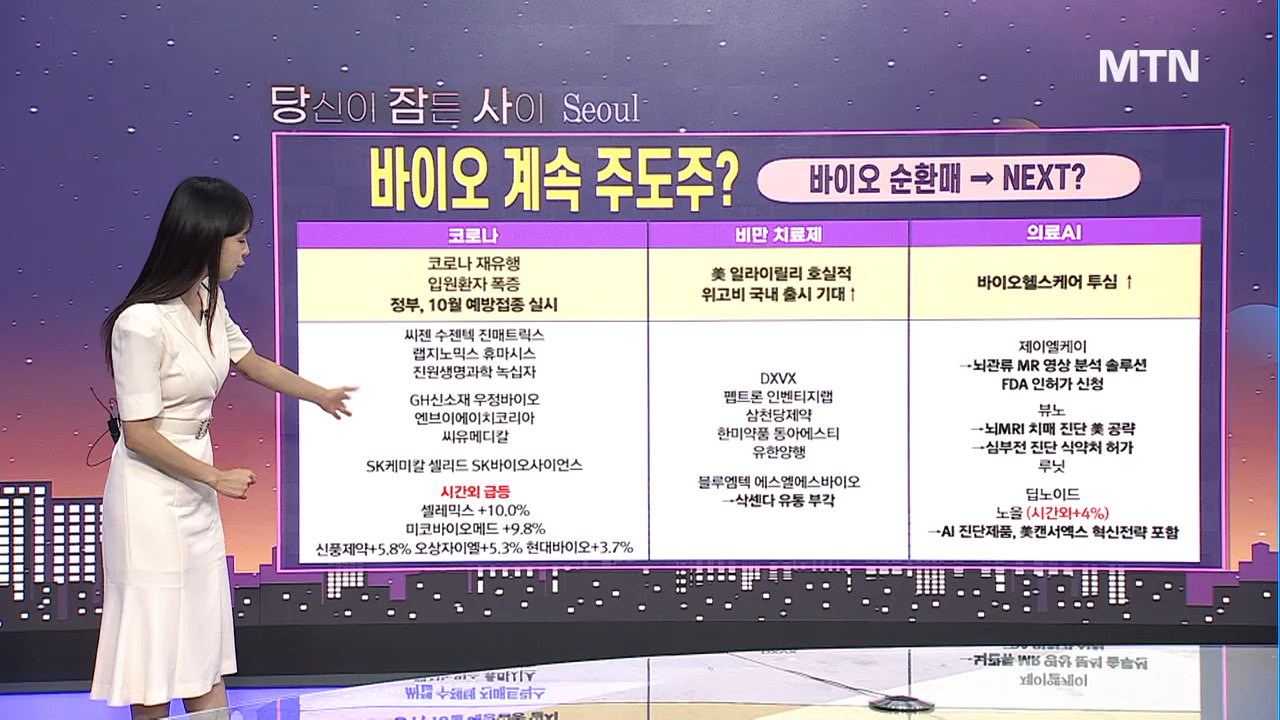 MTN
당신이 잠든 사이 Seoul
바이오 계속 주도주?
바이오 순환매 → NEXT?
코로나
코로나 재유행
입원환자 폭증
정부, 10월 예방접종 실시
씨젠 수젠텍 진매트릭스
랩지노믹스 휴마시스
진원생명과학 녹십자
GH신소재 우정바이오
엔브이에이치코리아
씨유메디칼
SK케미칼 셀리드 SK바이오사이언스
시간외 급등
셀레믹스 +10.0%
미코바이오메드 +9.8%
신풍제약+5.8% 오상자이엘+5.3% 현대바이오+3.7%
비만 치료제
美 일라이릴리 호실적
위고비 국내 출시 기대↑
DXVX
펩트론 인벤티지랩
삼천당제약
한미약품 동아에스티
유한양행
블루엠텍 에스엘에스바이오
→삭센다 유통 부각
의료AI
바이오헬스케어 투심 ↑
제이엘케이
→뇌관류 MR 영상 분석 솔루션
FDA 인허가 신청
뷰노
→뇌MRI 치매 진단 美 공략
→심부전 진단 식약처 허가
루닛
딥노이드
노을 (시간외+4%)
→AI 진단제품, 美캔서엑스 혁신전략 포함